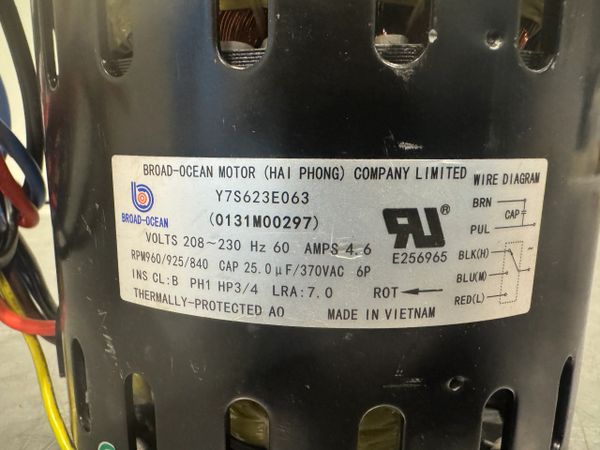 BROAD-OCEAN MOTOR (HAI PHONG) COMPANY LIMITED
BROAD-OCEAN
Y7S623E063
(0131M00297)
VOLTS 208~230 Hz 60 AMPS 4.6
RPM960/925/840 CAP 25.0μF/370VAC 6P
INS CL:B PH1 HP3/4 LRA:7.0
THERMALLY-PROTECTED AO
MADE IN VIETNAM
RU®
E256965
ROT ←
WIRE DIAGRAM
BRN
CAP
PUL
BLK(H)
~
BLU(M)
RED(L)